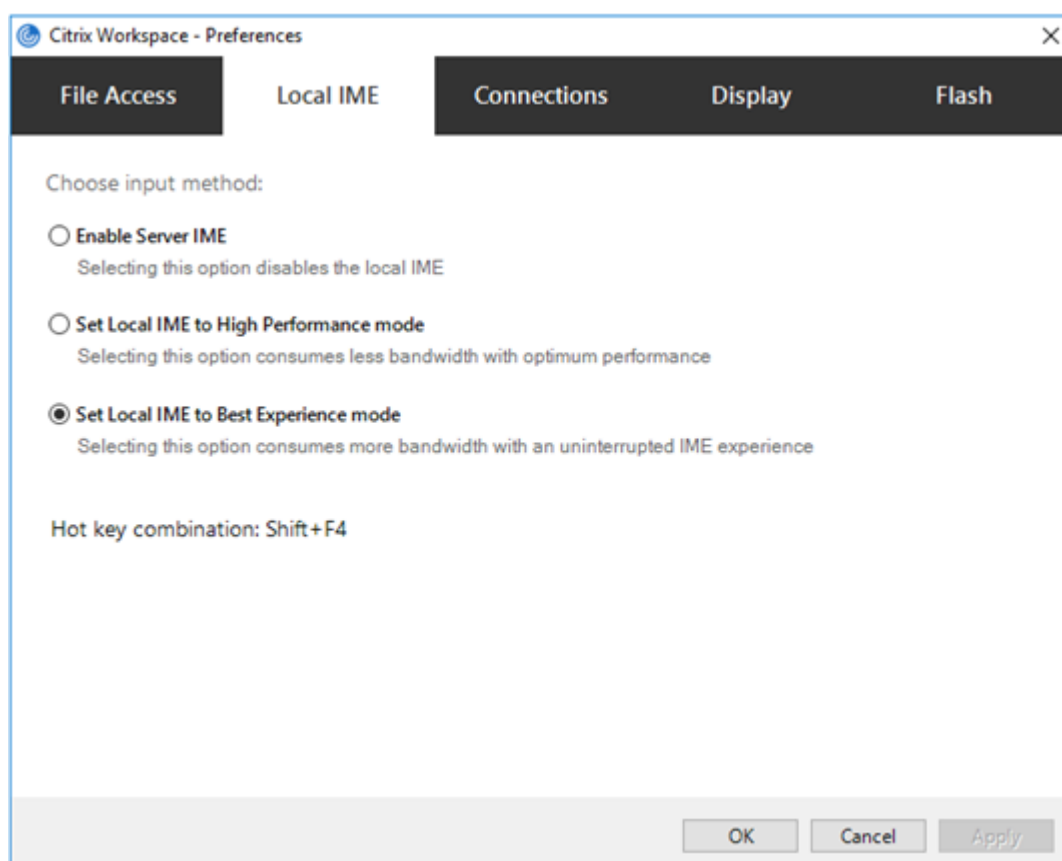 Citrix Workspace - Preferences
File Access Local IME Connections Display Flash
Choose input method:
Enable Server IME
Selecting this option disables the local IME
Set Local IME to High Performance mode
Selecting this option consumes less bandwidth with optimum performance
Set Local IME to Best Experience mode
Selecting this option consumes more bandwidth with an uninterrupted IME experience
Hot key combination: Shift+F4
OK Cancel Apply